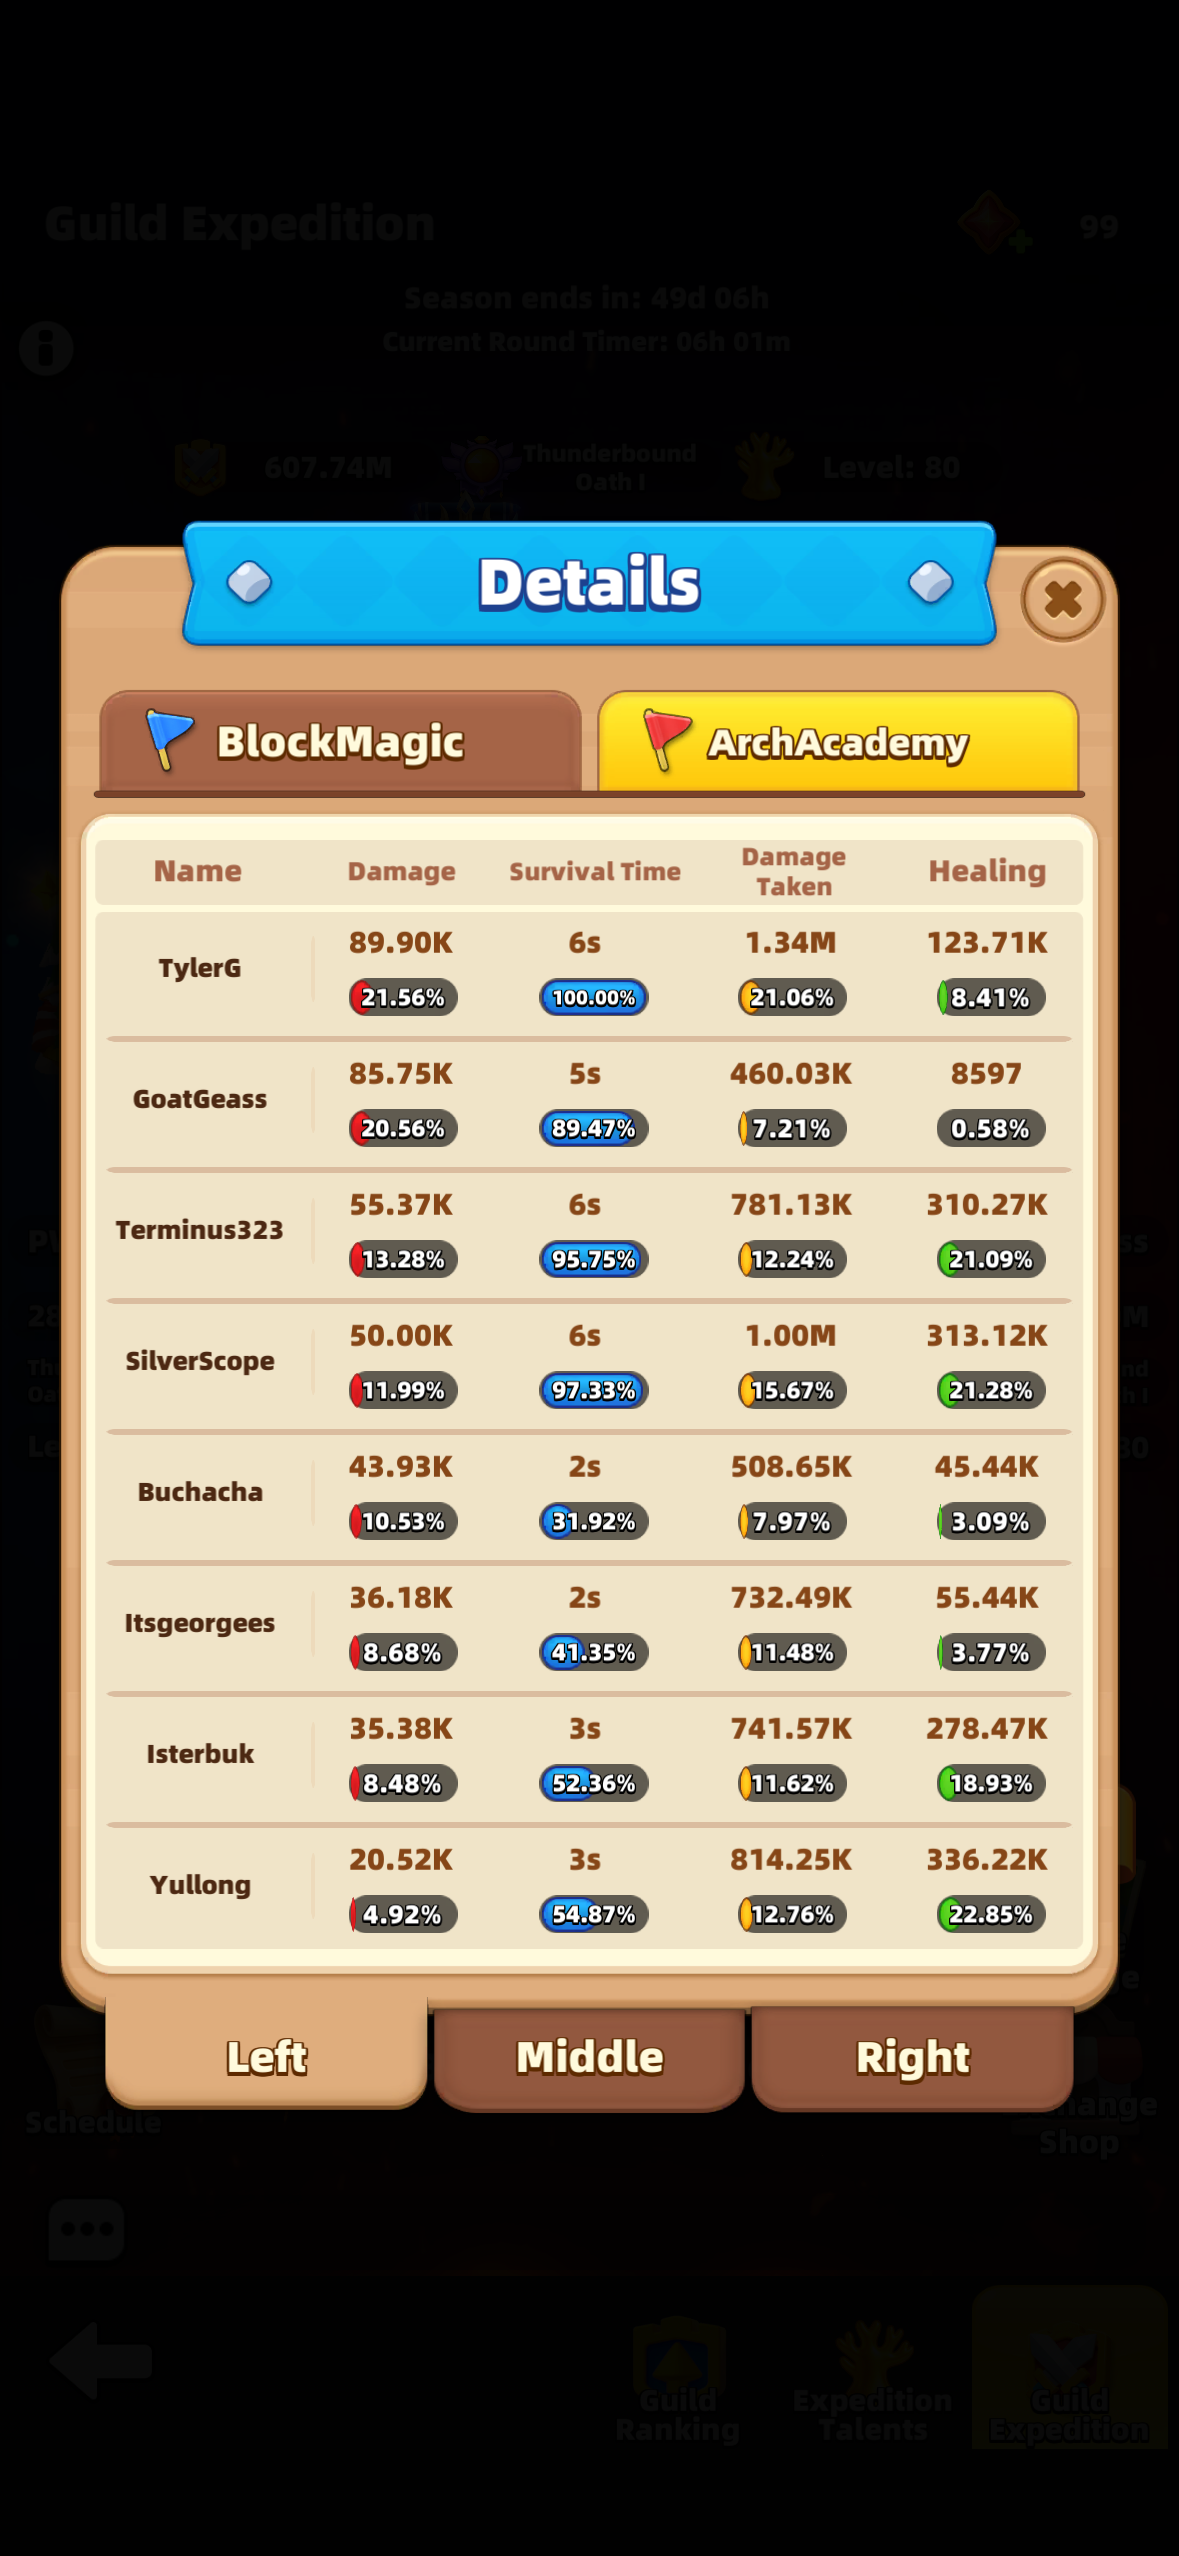 Guild Expedition
99
Season ends in: 49d 06h
Current Round Timer: 06h 01m
607.74M
Thunderbound
Oath I
Level: 80
Details
BlockMagic
ArchAcademy
Name Damage Survival Time Damage Taken Healing
TylerG 89.90K 6s 1.34M 123.71K
21.56% 100.00% 21.06% 8.41%
GoatGeass 85.75K 5s 460.03K 8597
20.56% 89.47% 7.21% 0.58%
Terminus323 55.37K 6s 781.13K 310.27K
13.28% 95.75% 12.24% 21.09%
SilverScope 50.00K 6s 1.00M 313.12K
11.99% 97.33% 15.67% 21.28%
Buchacha 43.93K 2s 508.65K 45.44K
10.53% 31.92% 7.97% 3.09%
Itsgeorgees 36.18K 2s 732.49K 55.44K
8.68% 41.35% 11.48% 3.77%
Isterbuk 35.38K 3s 741.57K 278.47K
8.48% 52.36% 11.62% 18.93%
Yullong 20.52K 3s 814.25K 336.22K
4.92% 54.87% 12.76% 22.85%
Left
Middle
Right
Schedule
Shop
Guild
Ranking
Expedition
Talents
Guild
Expedition